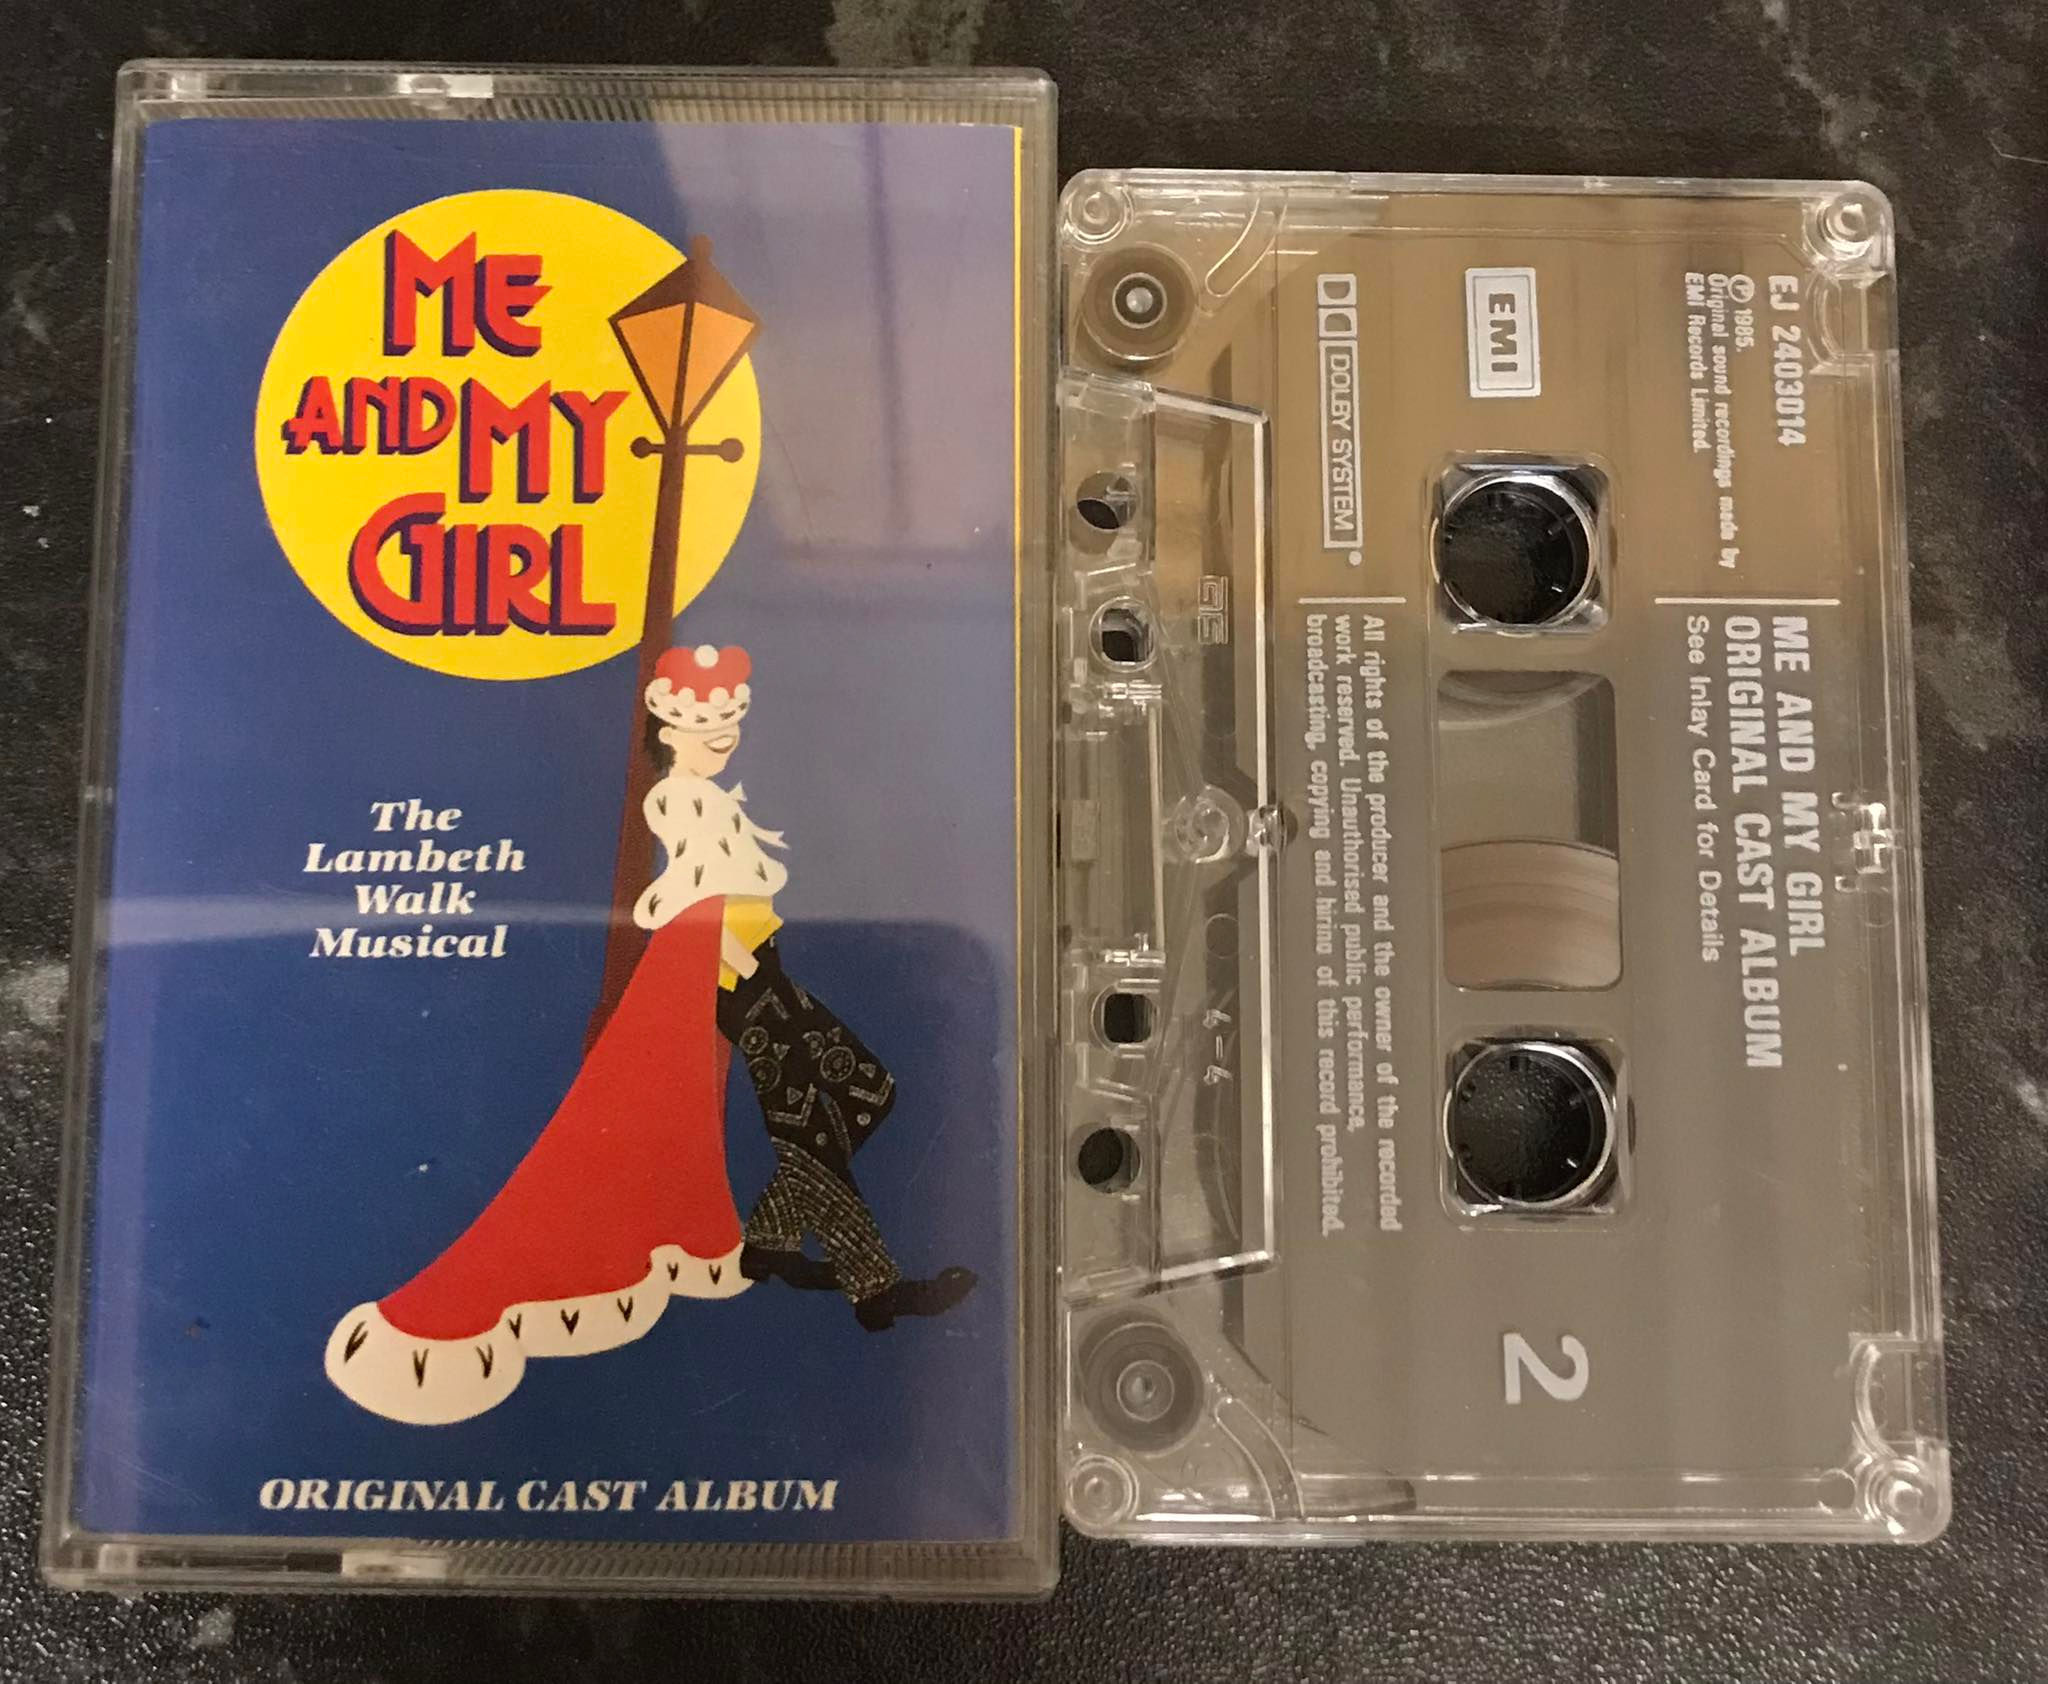 ME
AND MY
GIRL
The
Lambeth
Walk
Musical
ORIGINAL CAST ALBUM
EJ 2403014
℗ 1985.
Original sound recordings made by
EMI Records Limited.
ME AND MY GIRL
ORIGINAL CAST ALBUM
See Inlay Card for Details
EMI
2
DOLBY SYSTEM®
All rights of the producer and the owner of the recorded
work reserved. Unauthorised public performance,
broadcasting, copying and hiring of this record prohibited.
4-4